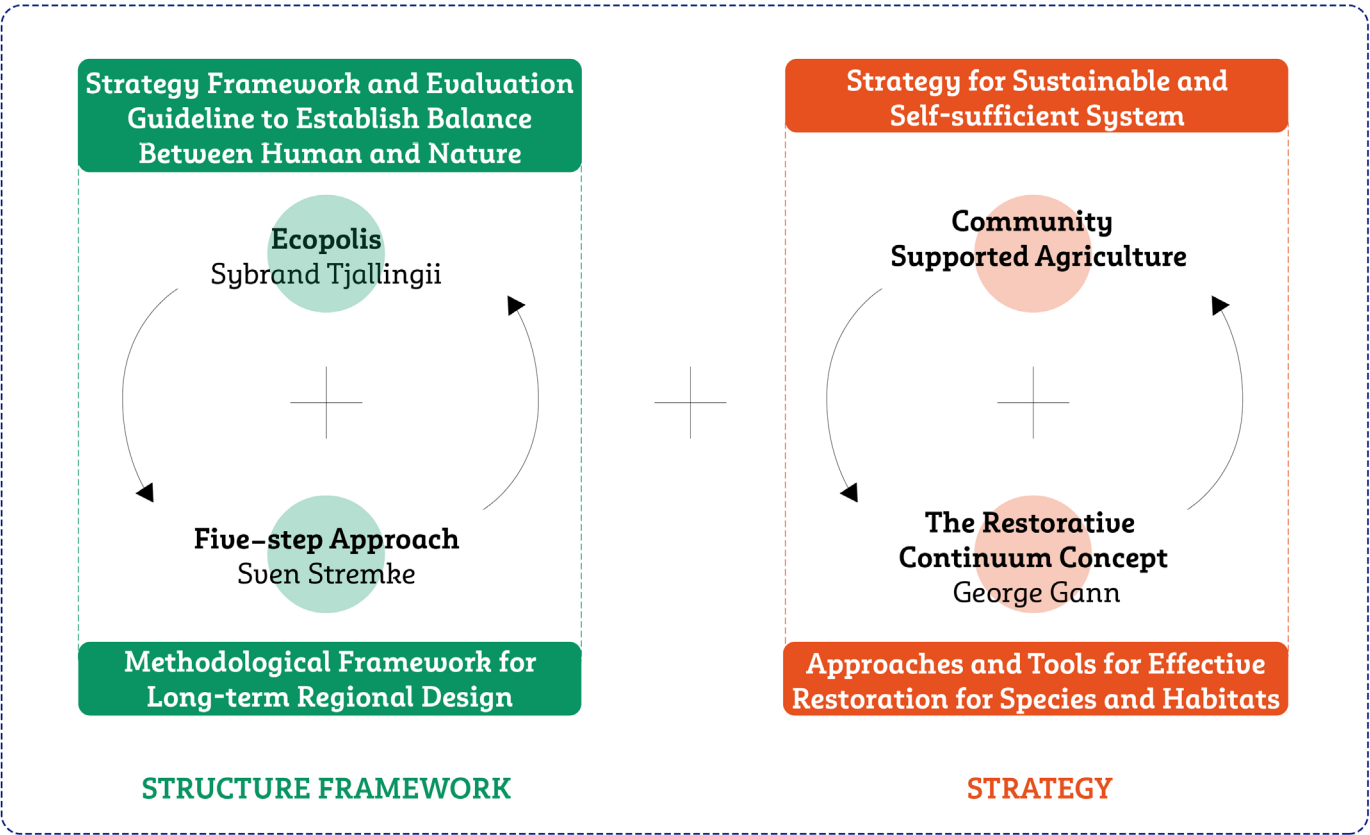 Strategy Framework and Evaluation
Guideline to Establish Balance
Between Human and Nature
Ecopolis
Sybrand Tjallingii
Five-step Approach
Sven Stremke
Methodological Framework for
Long-term Regional Design
STRUCTURE FRAMEWORK
Strategy for Sustainable and
Self-sufficient System
Community
Supported Agriculture
The Restorative
Continuum Concept
George Gann
Approaches and Tools for Effective
Restoration for Species and Habitats
STRATEGY